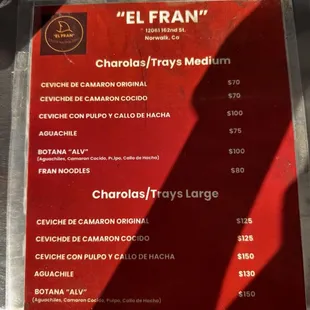 "EL FRAN"
"EL FRAN"
12061 162nd St.
Norwalk, Ca
Charolas/Trays Medium
CEVICHE DE CAMARON ORIGINAL $70
CEVICHDE DE CAMARON COCIDO $70
CEVICHE CON PULPO Y CALLO DE HACHA $100
AGUACHILE $75
BOTANA "ALV" $100
(Aguachiles, Camaron Cocido, Pulpo, Callo de Hacha)
FRAN NOODLES $80
Charolas/Trays Large
CEVICHE DE CAMARON ORIGINAL $125
CEVICHDE DE CAMARON COCIDO $125
CEVICHE CON PULPO Y CALLO DE HACHA $150
AGUACHILE $130
BOTANA "ALV" $150
(Aguachiles, Camaron Cocido, Pulpo, Callo de Hacha)